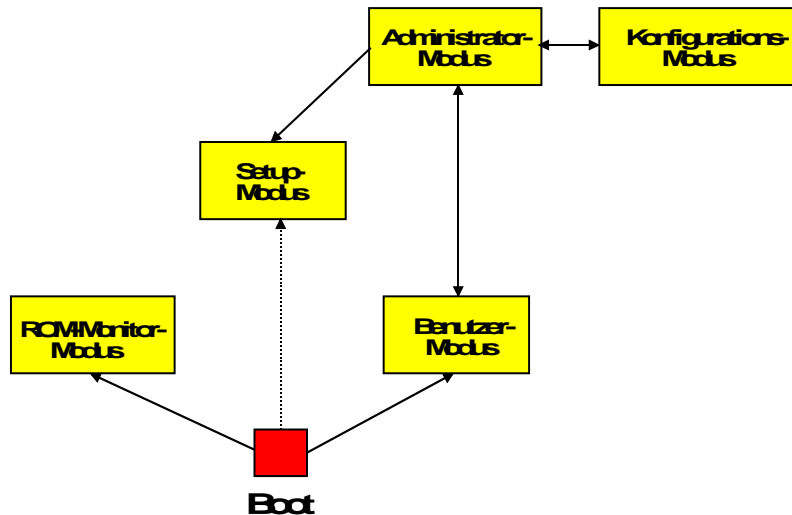 Administrator-
Modus
Konfigurations-
Modus
Setup-
Modus
ROM-Monitor-
Modus
Benutzer-
Modus
Boot